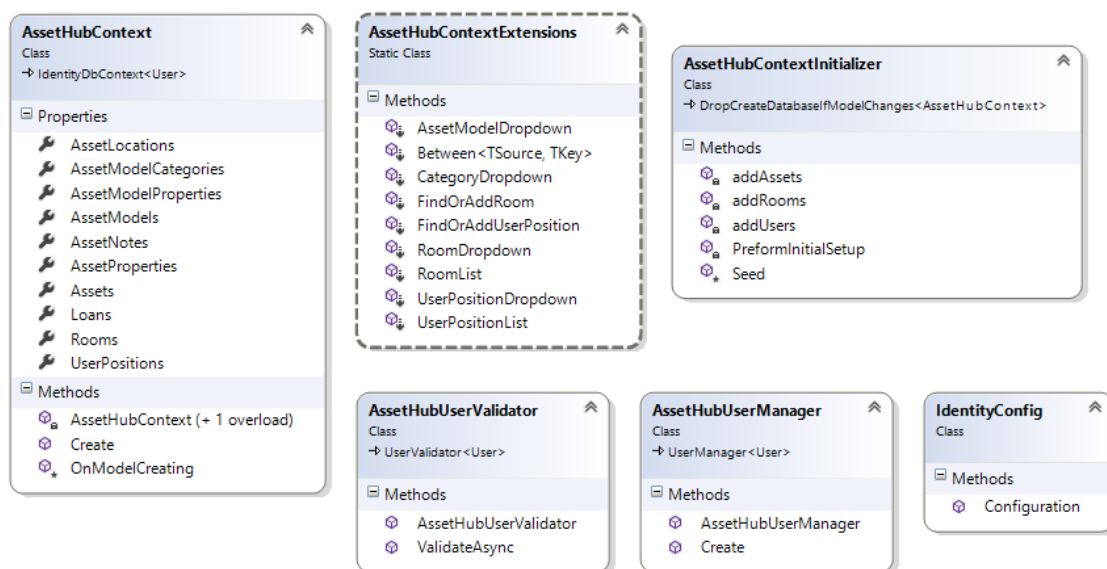 AssetHubContext
Class
IdentityDbContext<User>
Properties
AssetLocations
AssetModelCategories
AssetModelProperties
AssetModels
AssetNotes
AssetProperties
Assets
Loans
Rooms
UserPositions
Methods
AssetHubContext (+ 1 overload)
Create
OnModelCreating
AssetHubContextExtensions
Static Class
Methods
AssetModelDropdown
Between<TSource, TKey>
CategoryDropdown
FindOrAddRoom
FindOrAddUserPosition
RoomDropdown
RoomList
UserPositionDropdown
UserPositionList
AssetHubContextInitializer
Class
DropCreateDatabaseIfModelChanges<AssetHubContext>
Methods
addAssets
addRooms
addUsers
PreformInitialSetup
Seed
AssetHubUserValidator
Class
UserValidator<User>
Methods
AssetHubUserValidator
ValidateAsync
AssetHubUserManager
Class
UserManager<User>
Methods
AssetHubUserManager
Create
IdentityConfig
Class
Methods
Configuration